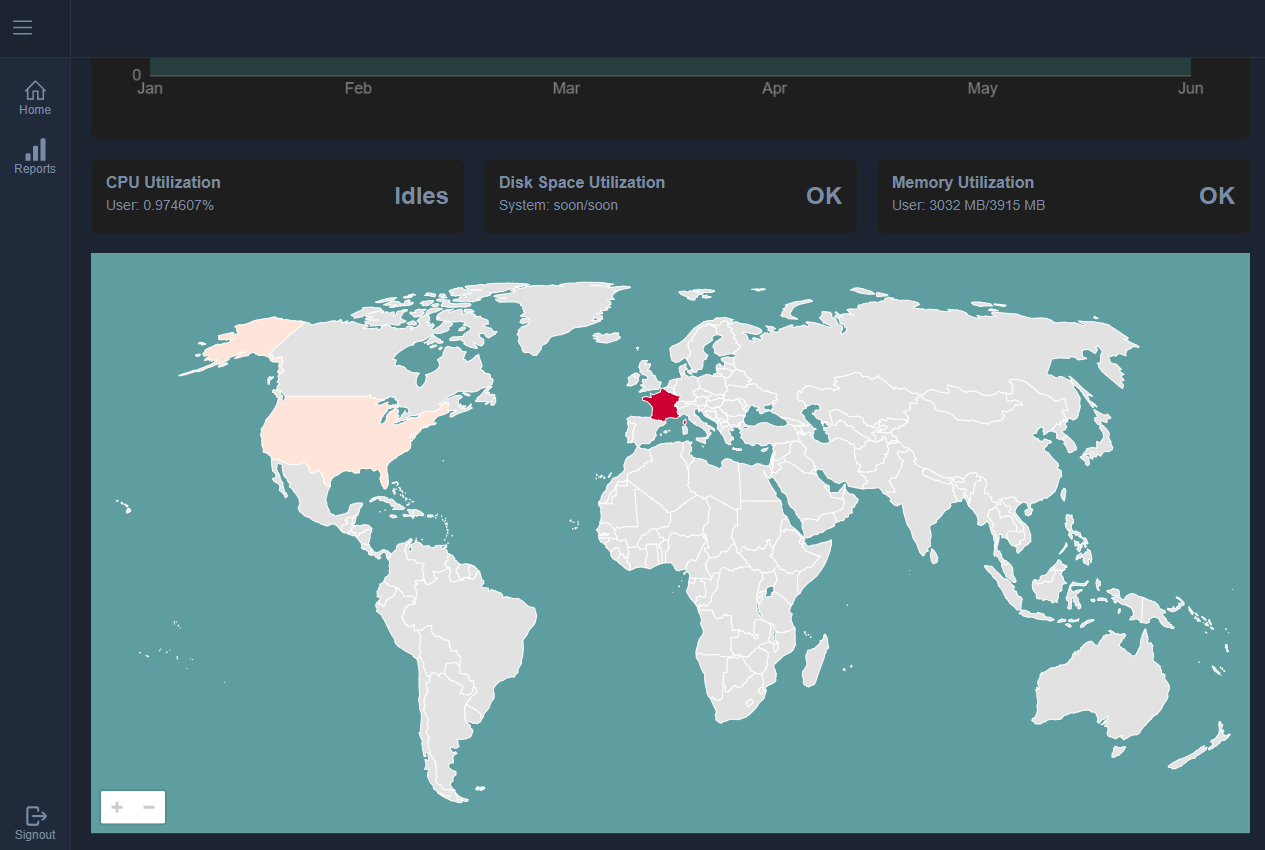 0
Jan Feb Mar Apr May Jun
Home
Reports
CPU Utilization
User: 0.974607%
Idles
Disk Space Utilization
System: soon/soon
OK
Memory Utilization
User: 3032 MB/3915 MB
OK
+ −
Signout